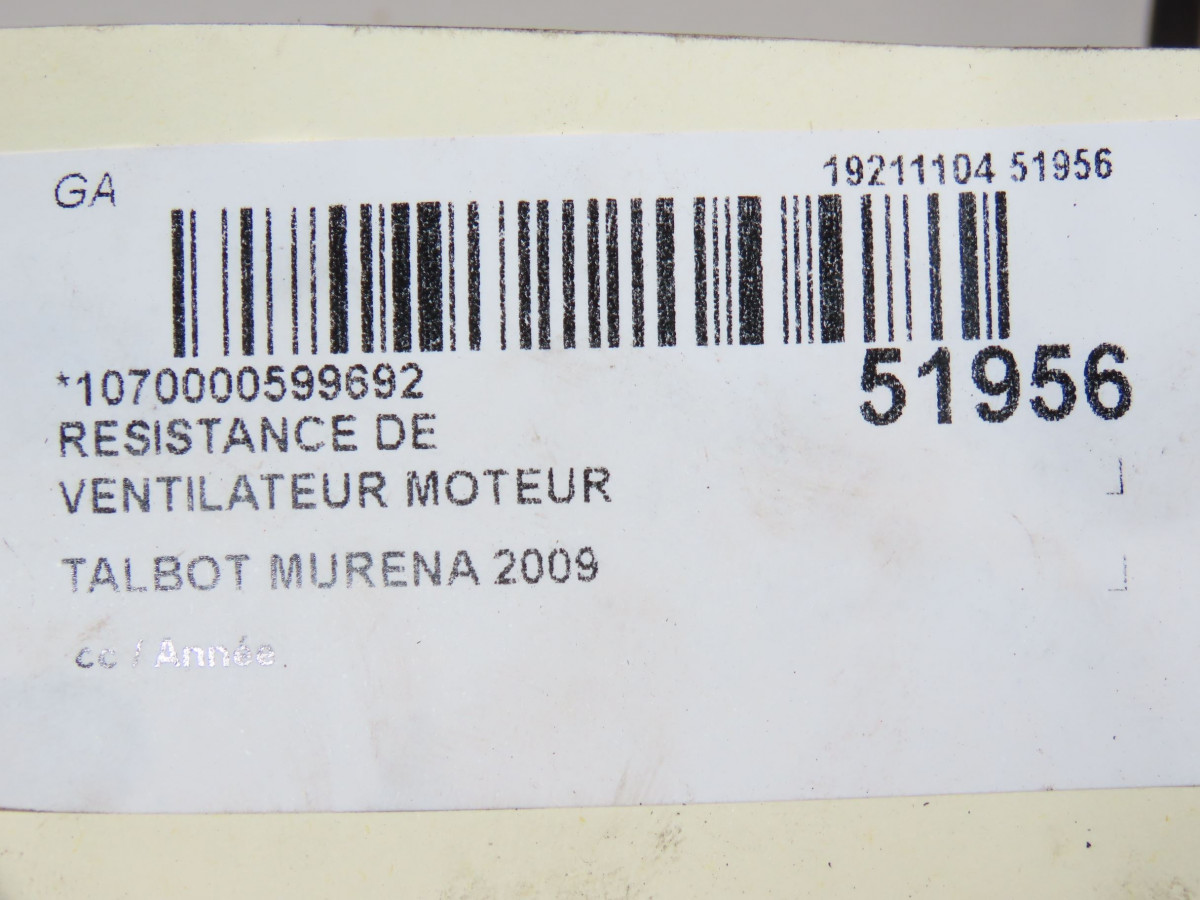 GA
19211104 51956
*1070000599692
51956
RESISTANCE DE
VENTILATEUR MOTEUR
TALBOT MURENA 2009
cc / Année